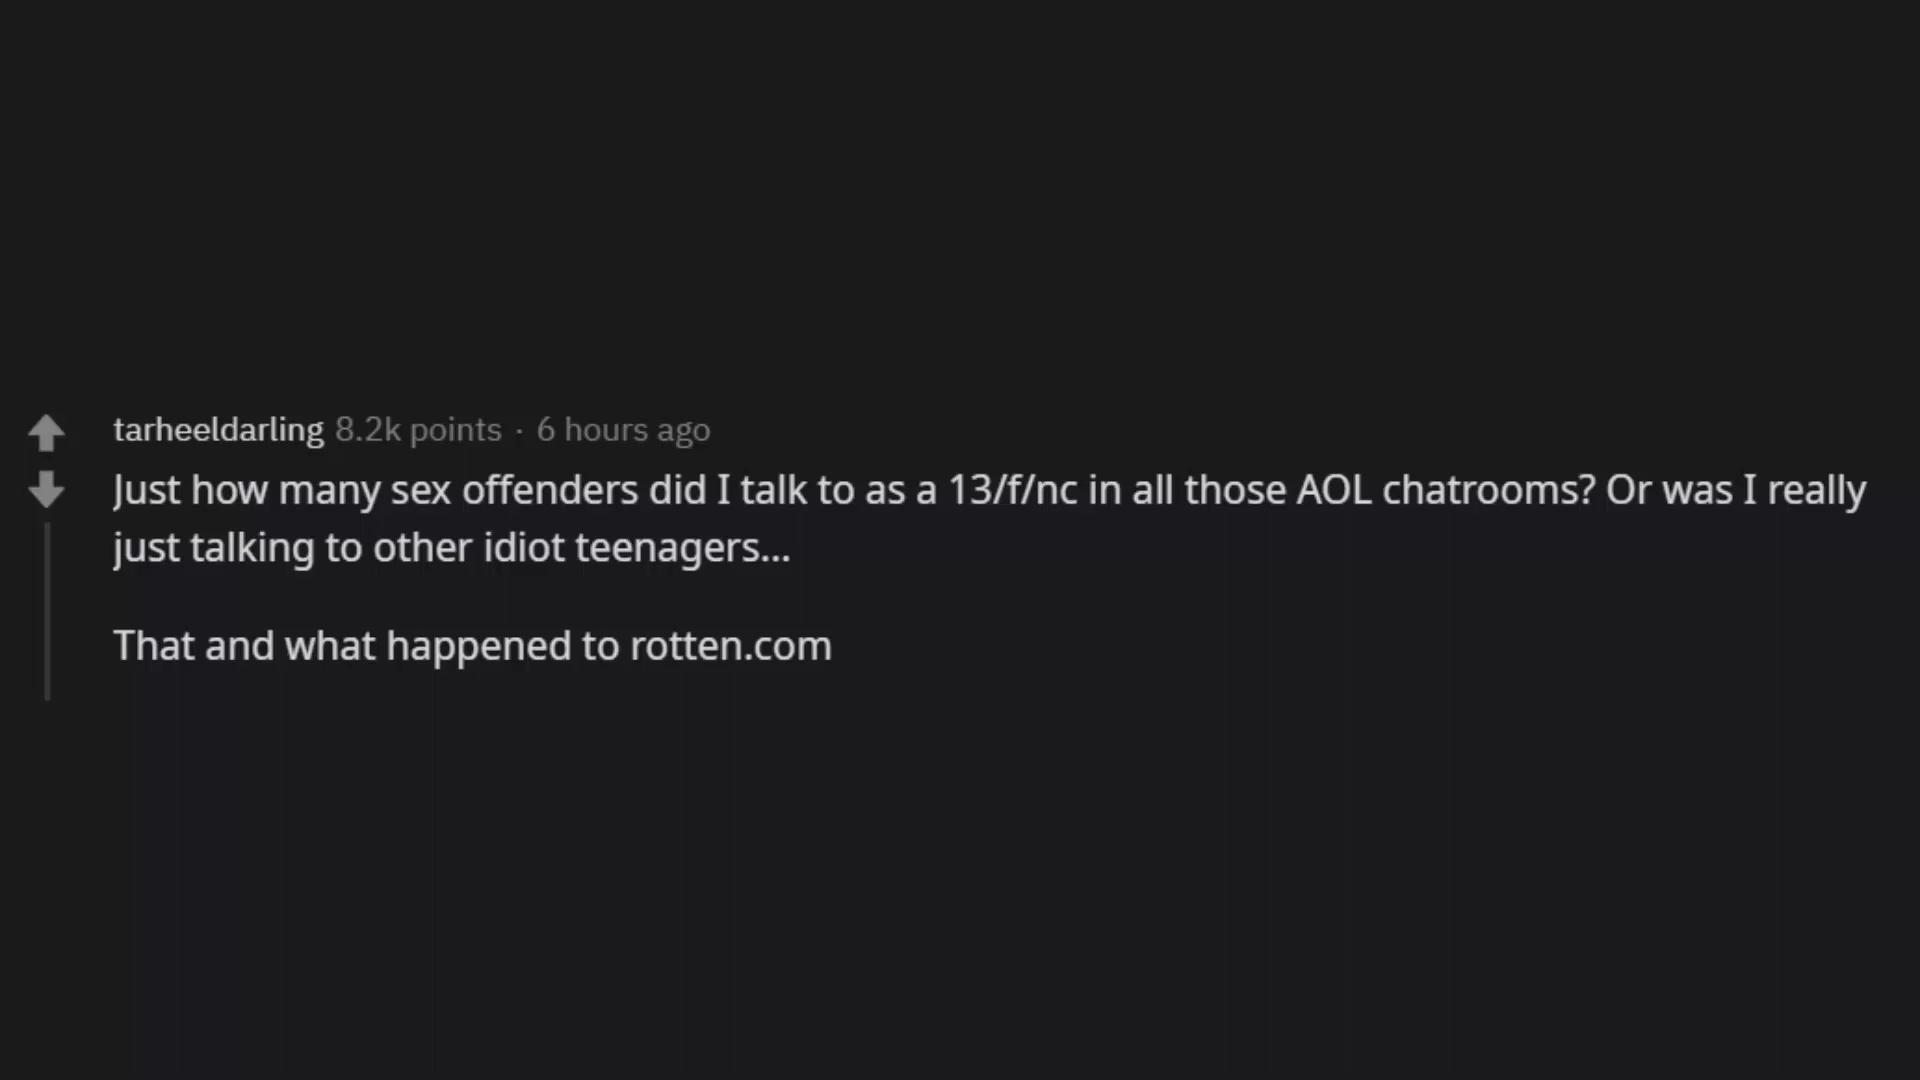 tarheeldarling 8.2k points · 6 hours ago
Just how many sex offenders did I talk to as a 13/f/nc in all those AOL chatrooms? Or was I really
just talking to other idiot teenagers...
That and what happened to rotten.com